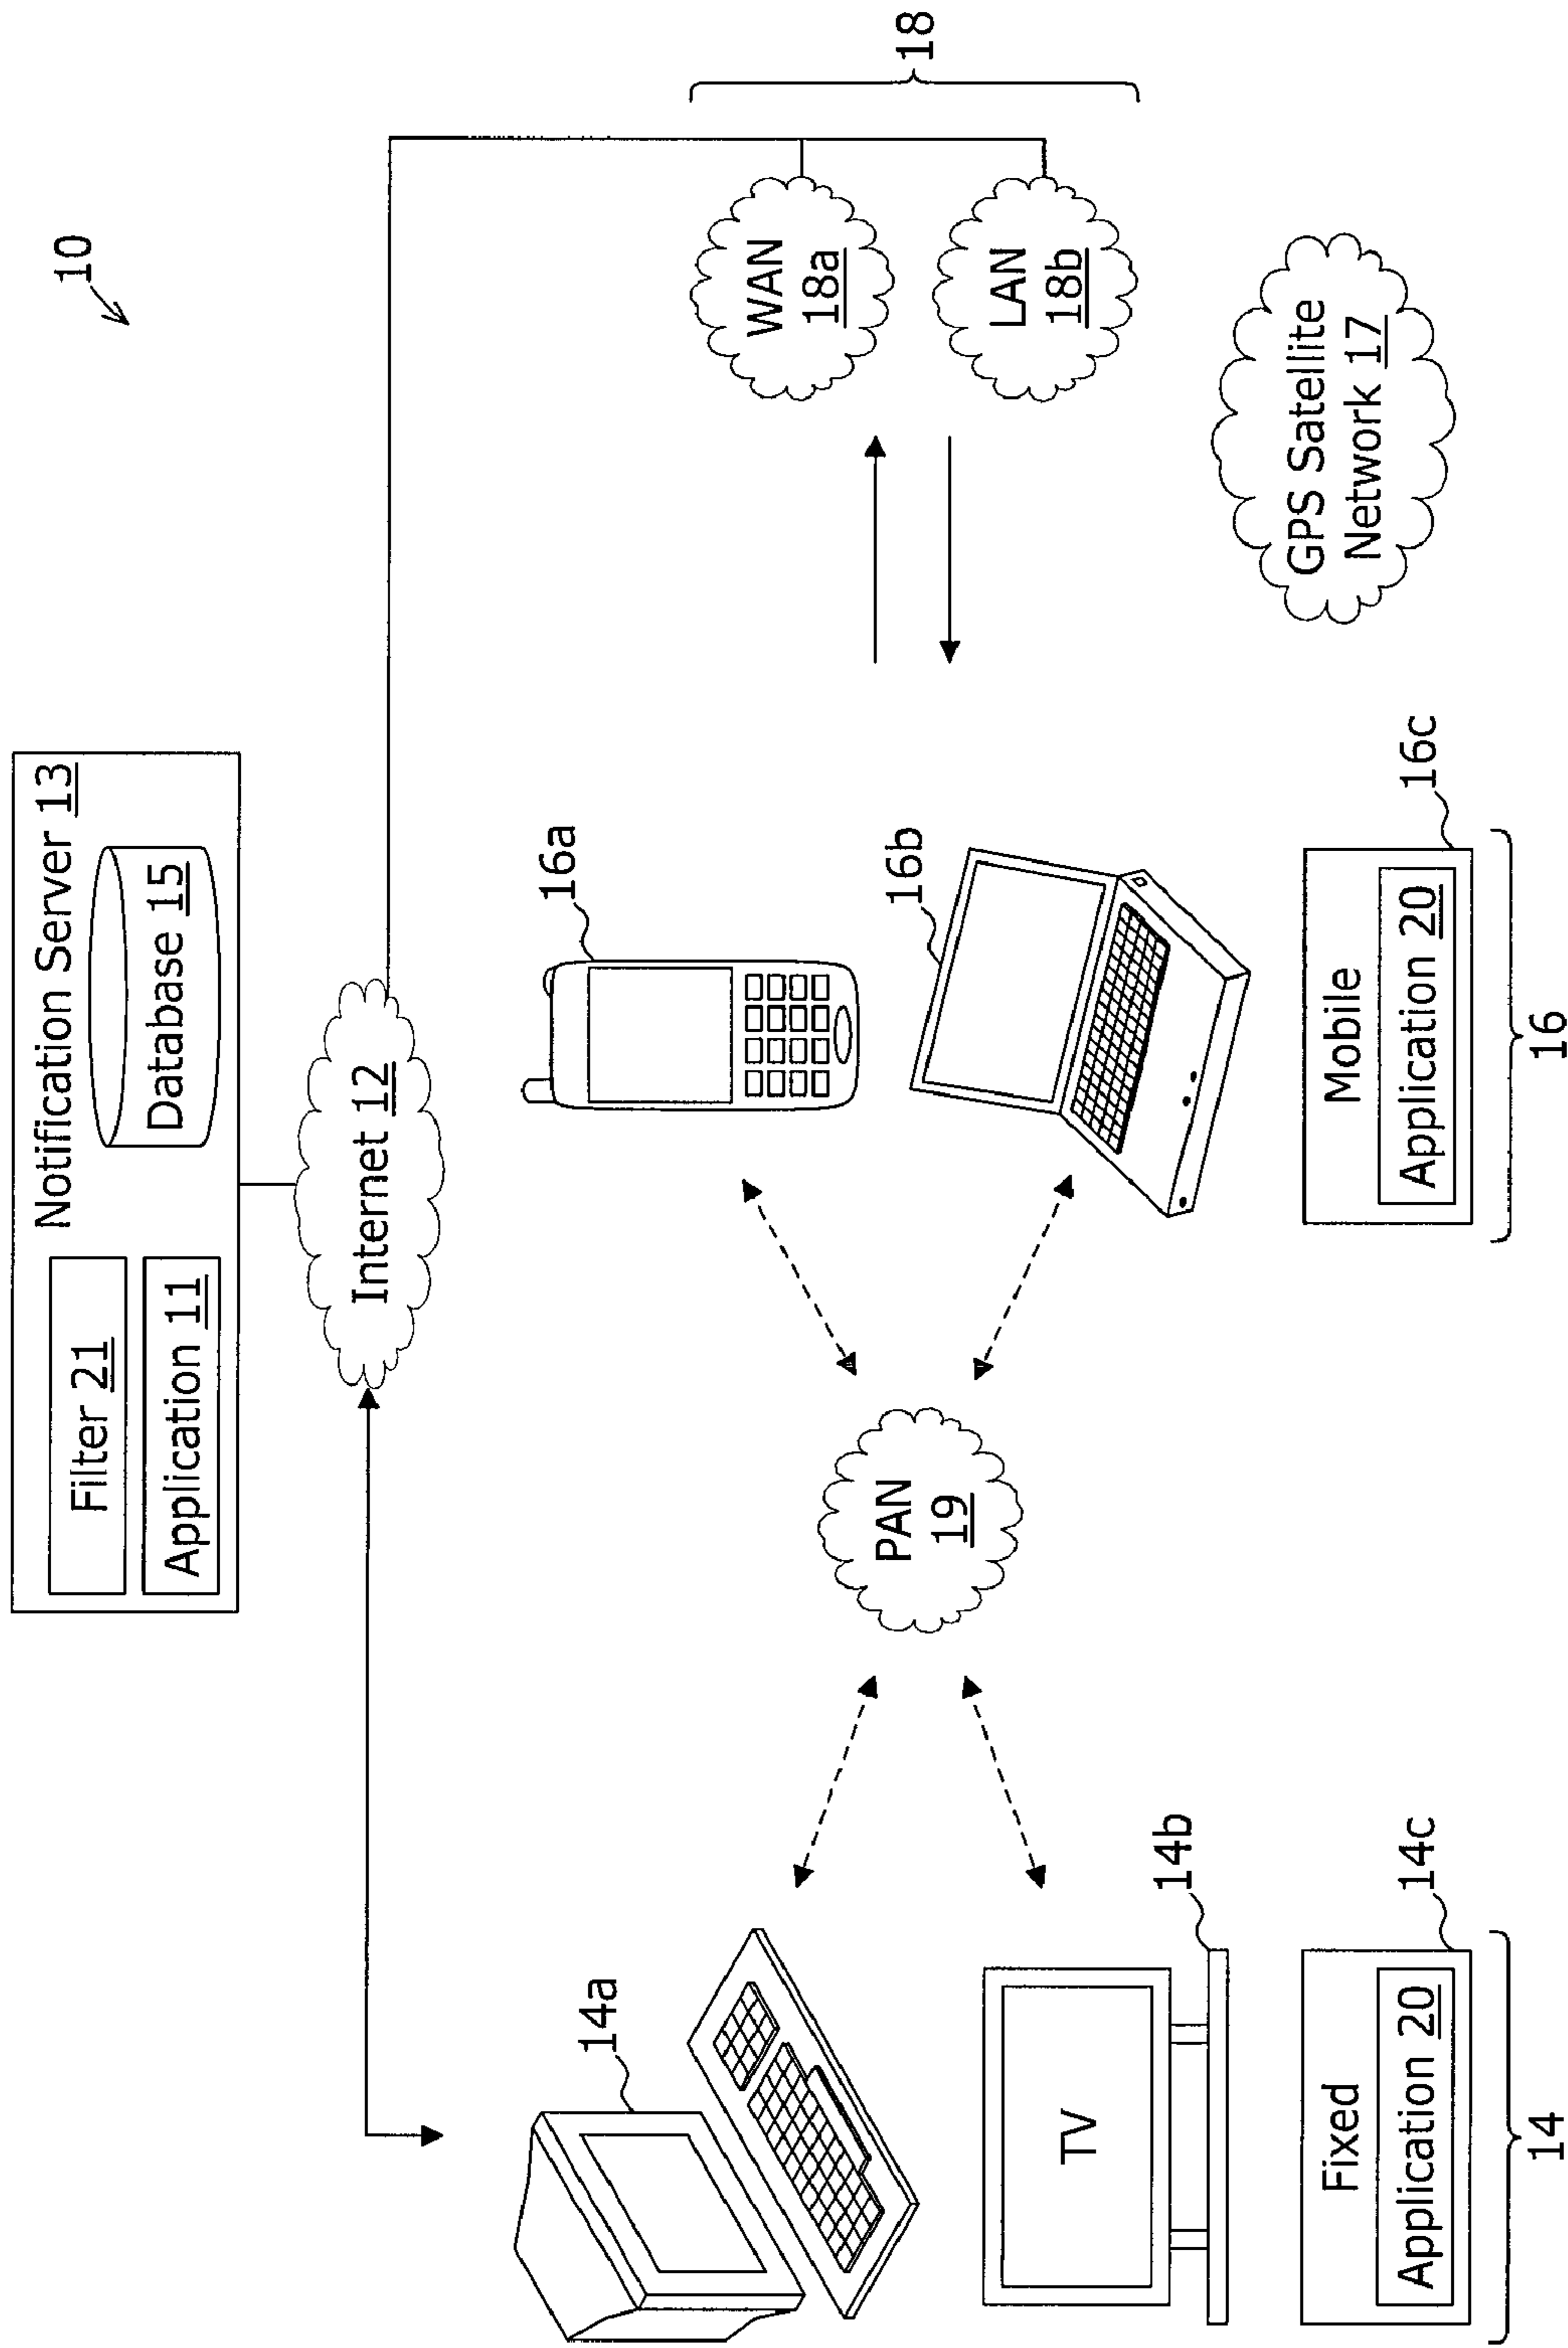 10
Notification Server 13
Filter 21
Application 11
Database 15
Internet 12
14a
TV
14b
Fixed
Application 20
14c
14
PAN
19
16a
16b
Mobile
Application 20
16c
16
WAN
18a
LAN
18b
18
GPS Satellite
Network 17